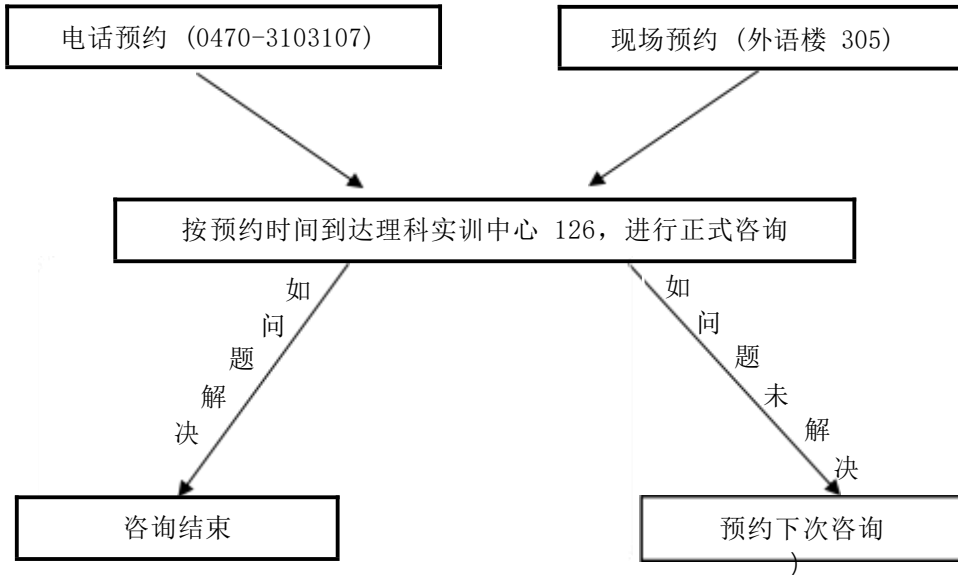 电话预约 (0470-3103107)
现场预约 (外语楼 305)
按预约时间到达理科实训中心 126, 进行正式咨询
如问题解决
如问题未解决
咨询结束
预约下次咨询
)